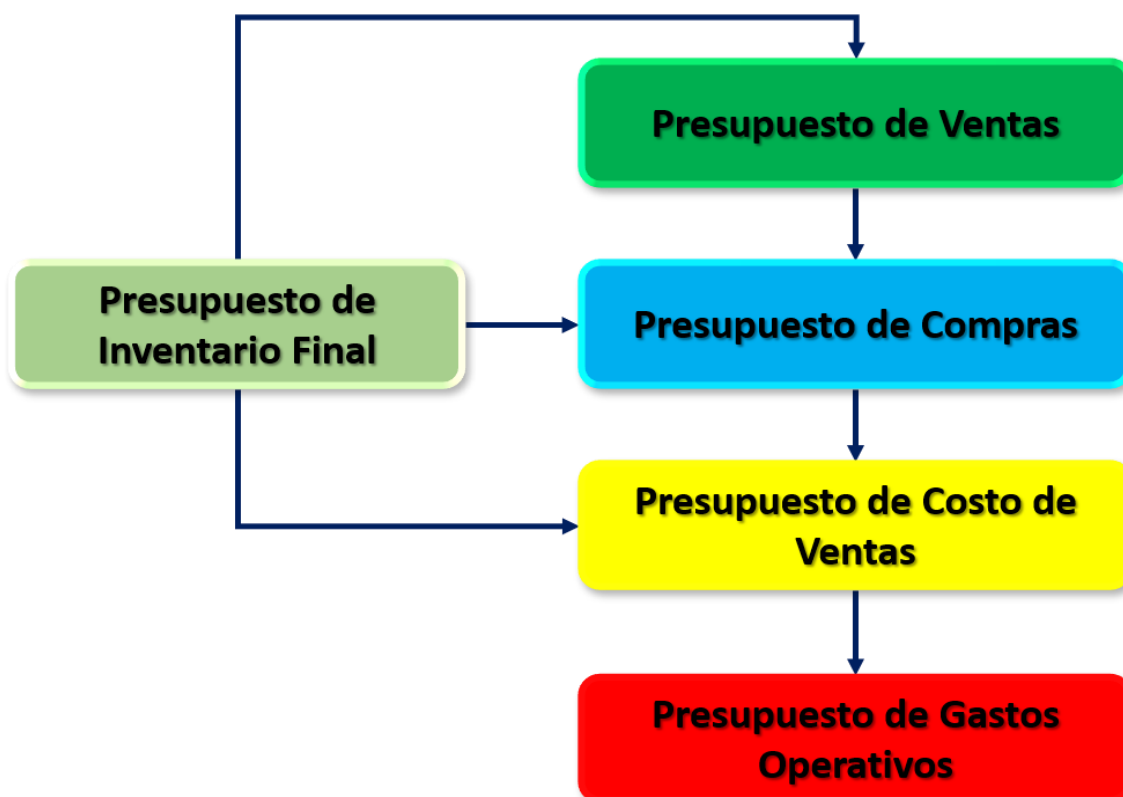 Presupuesto de Ventas
Presupuesto de
Inventario Final
Presupuesto de Compras
Presupuesto de Costo de
Ventas
Presupuesto de Gastos
Operativos